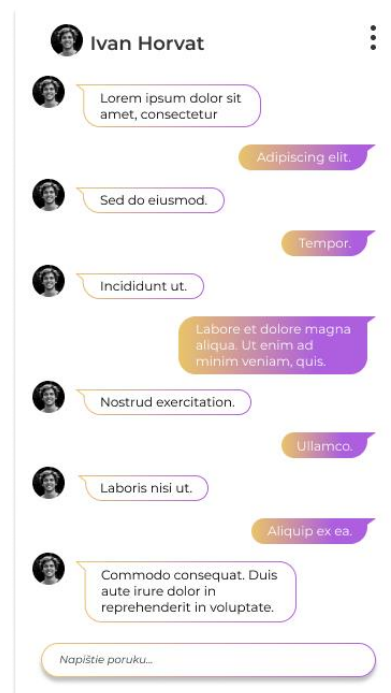 Ivan Horvat
Lorem ipsum dolor sit
amet, consectetur
Adipiscing elit.
Sed do eiusmod.
Tempor.
Incididunt ut.
Labore et dolore magna
aliqua. Ut enim ad
minim veniam, quis.
Nostrud exercitation.
Ullamco.
Laboris nisi ut.
Aliquip ex ea.
Commodo consequat. Duis
aute irure dolor in
reprehenderit in voluptate.
Napištie poruku...